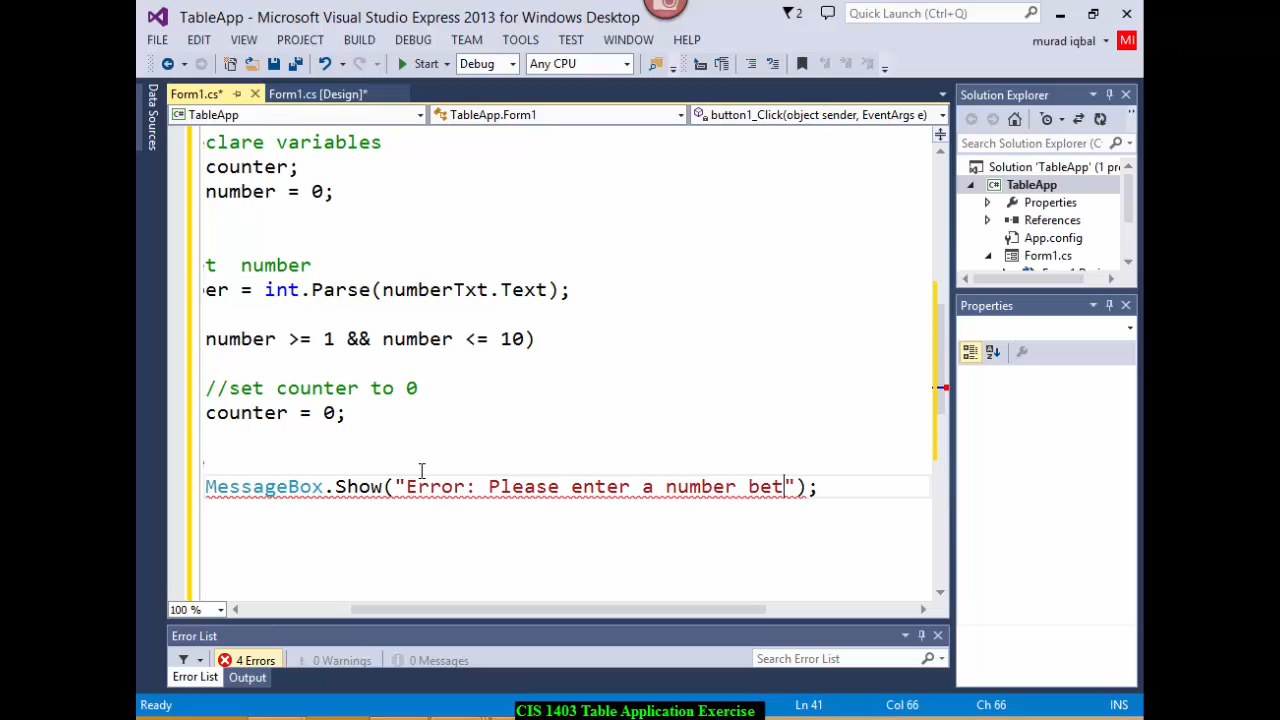 TableApp - Microsoft Visual Studio Express 2013 for Windows Desktop
2
Quick Launch (Ctrl+Q)
FILE EDIT VIEW PROJECT BUILD DEBUG TEAM TOOLS TEST WINDOW HELP
murad iqbal MI
Start Debug Any CPU
Data Sources
Form1.cs* Form1.cs [Design]*
C# TableApp TableApp.Form1 button1_Click(object sender, EventArgs e)
clare variables
counter;
number = 0;
t number
er = int.Parse(numberTxt.Text);
number >= 1 && number <= 10)
//set counter to 0
counter = 0;
MessageBox.Show("Error: Please enter a number bet");
100 %
Solution Explorer
Search Solution Explorer (C
Solution 'TableApp' (1 pr
C# TableApp
Properties
References
App.config
Form1.cs
Properties
Error List
4 Errors 0 Warnings 0 Messages Search Error List
Error List Output
Ready Ln 41 Col 66 Ch 66 INS
CIS 1403 Table Application Exercise